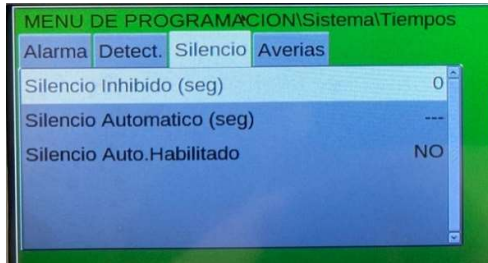 MENU DE PROGRAMACION\Sistema\Tiempos
Alarma Detect. Silencio Averias
Silencio Inhibido (seg) 0
Silencio Automatico (seg) ---
Silencio Auto.Habilitado NO